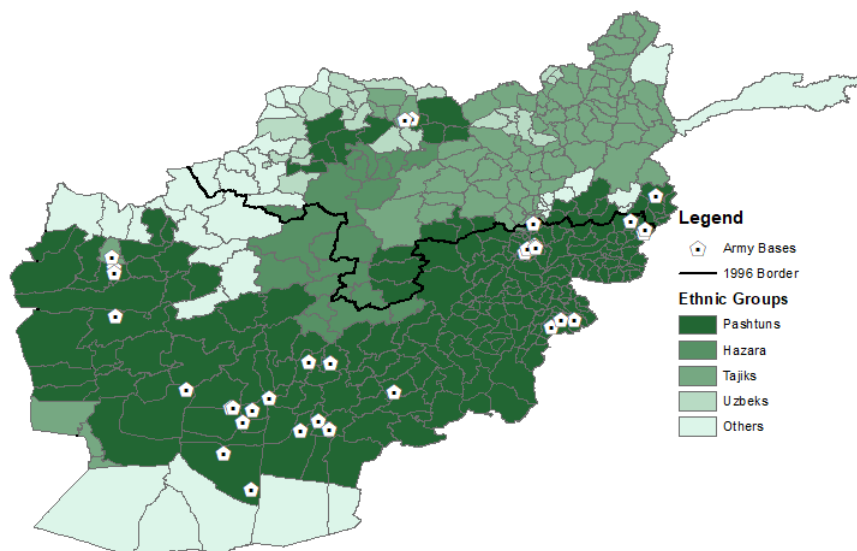 Legend
Army Bases
1996 Border
Ethnic Groups
Pashtuns
Hazara
Tajiks
Uzbeks
Others